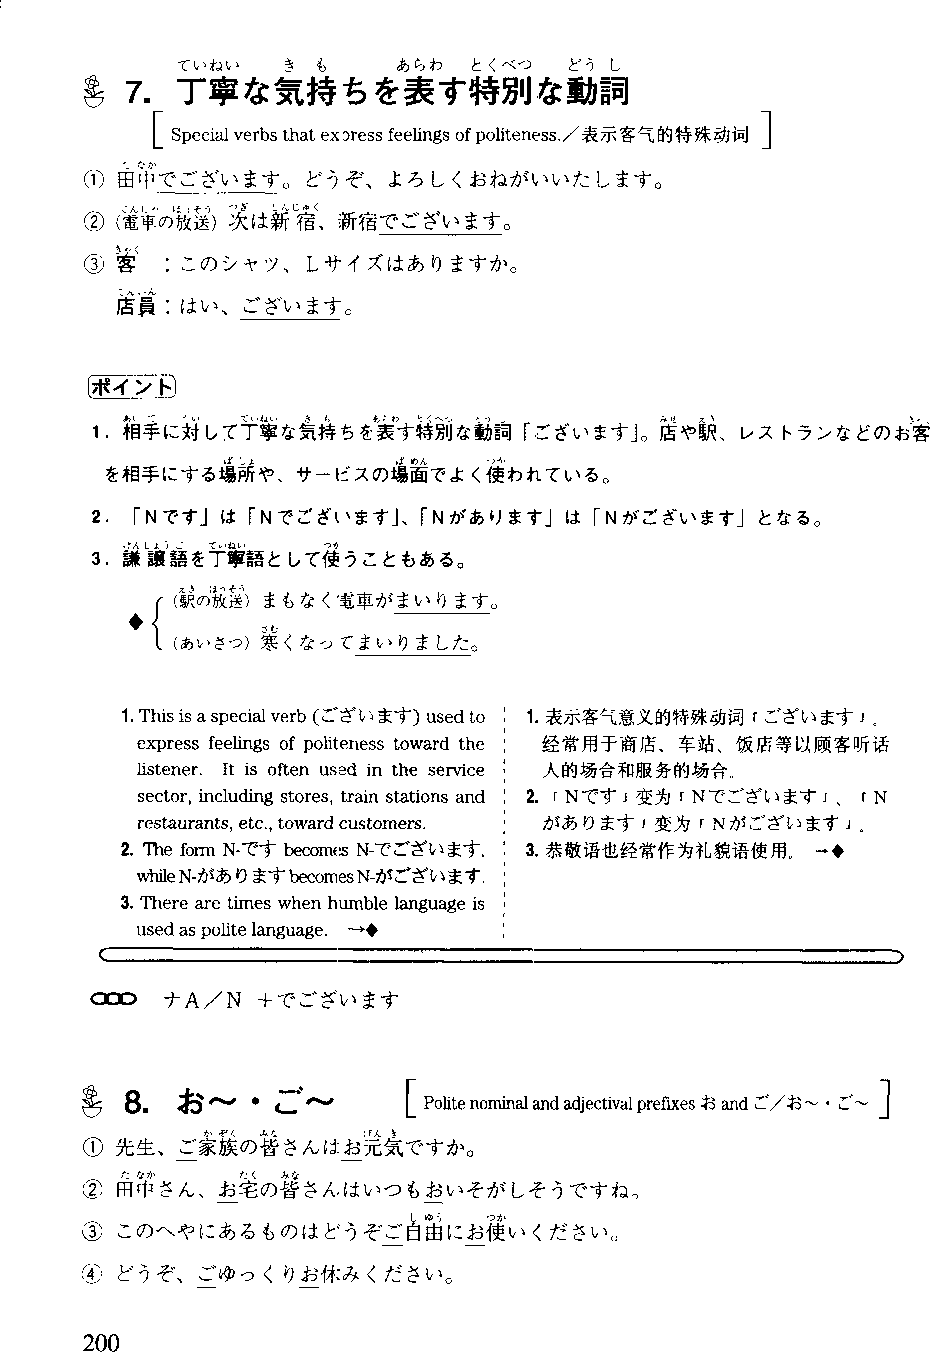 7. 丁寧な気持ちを表す特別な動詞
ていねい きも あらわ とくべつ どうし
[Special verbs that express feelings of politeness./表示客气的特殊动词]
① 田中でございます。どうぞ、よろしくおねがいいたします。
②（電車の放送）次は新宿、新宿でございます。
③ 客　：このシャツ、Lサイズはありますか。
店員：はい、ございます。
ポイント
1. 相手に対して丁寧な気持ちを表す特別な動詞「ございます」。店や駅、レストランなどのお客
を相手にする場所や、サービスの場面でよく使われている。
2. 「Nです」は「Nでございます」、「Nがあります」は「Nがございます」となる。
3. 謙譲語を丁寧語として使うこともある。
（駅の放送）まもなく電車がまいります。
◆
（あいさつ）寒くなってまいりました。
1. This is a special verb (ございます) used to
express feelings of politeness toward the
listener. It is often used in the service
sector, including stores, train stations and
restaurants, etc., toward customers.
2. The form N-です becomes N-でございます,
while N-があります becomes N-がございます.
3. There are times when humble language is
used as polite language. →◆
1. 表示客气意义的特殊动词「ございます」。
经常用于商店、车站、饭店等以顾客听话
人的场合和服务的场合。
2. 「Nです」变为「Nでございます」、「N
があります」变为「Nがございます」。
3. 恭敬语也经常作为礼貌语使用。 →◆
ナA/N ＋でございます
8. お～・ご～ [Polite nominal and adjectival prefixes お and ご/お～・ご～]
① 先生、ご家族の皆さんはお元気ですか。
② 田中さん、お宅の皆さんはいつもおいそがしそうですね。
③ このへやにあるものはどうぞご自由にお使いください。
④ どうぞ、ごゆっくりお休みください。
200